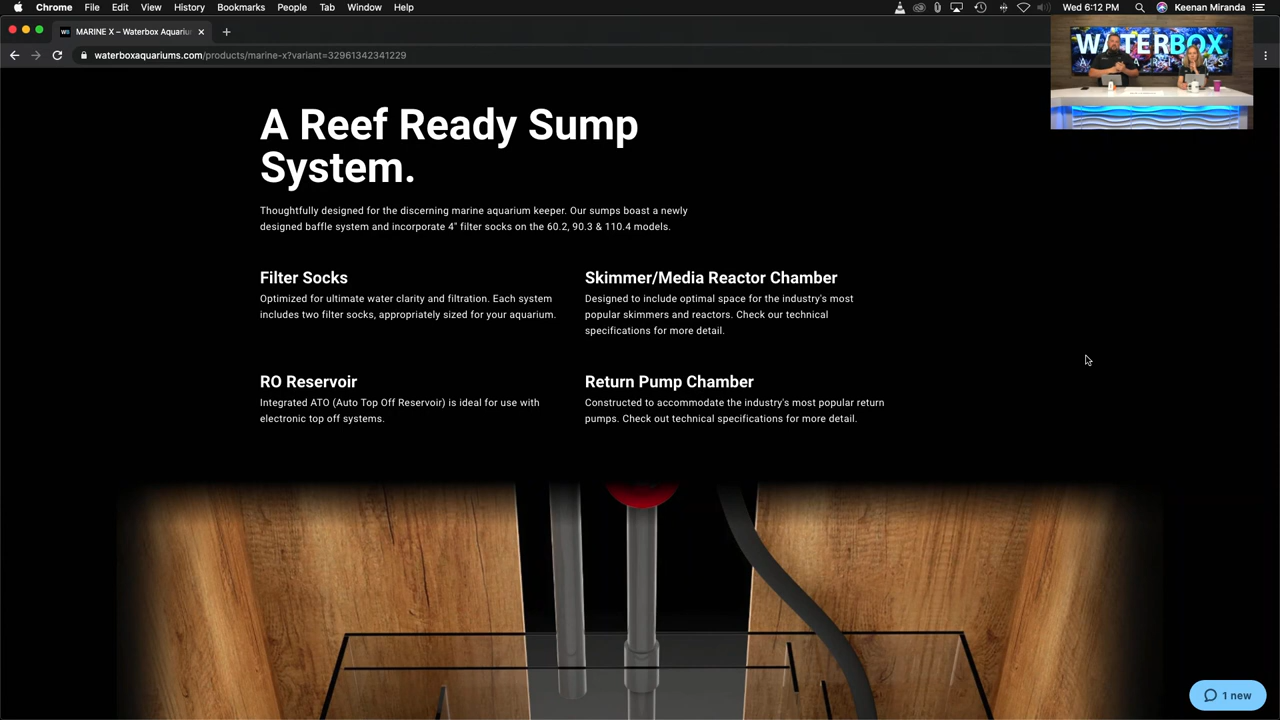 Chrome File Edit View History Bookmarks People Tab Window Help
Wed 6:12 PM Keenan Miranda
MARINE X – Waterbox Aquariu
waterboxaquariums.com/products/marine-x?variant=32961342341229
WATERBOX
AQUARIUMS
A Reef Ready Sump
System.
Thoughtfully designed for the discerning marine aquarium keeper. Our sumps boast a newly
designed baffle system and incorporate 4" filter socks on the 60.2, 90.3 & 110.4 models.
Filter Socks
Optimized for ultimate water clarity and filtration. Each system
includes two filter socks, appropriately sized for your aquarium.
Skimmer/Media Reactor Chamber
Designed to include optimal space for the industry's most
popular skimmers and reactors. Check our technical
specifications for more detail.
RO Reservoir
Integrated ATO (Auto Top Off Reservoir) is ideal for use with
electronic top off systems.
Return Pump Chamber
Constructed to accommodate the industry's most popular return
pumps. Check out technical specifications for more detail.
1 new